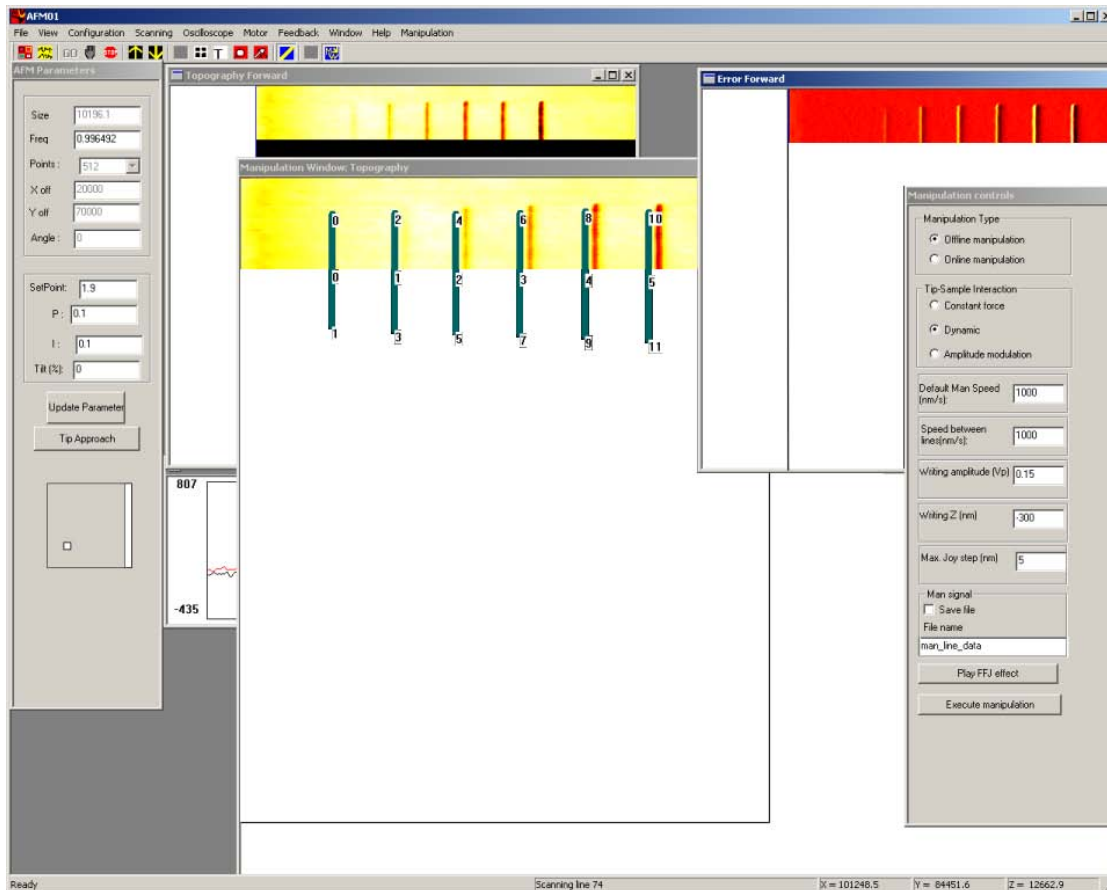 AFM01
File View Configuration Scanning Oscilloscope Motor Feedback Window Help Manipulation
AFM Parameters
Size 10196.1
Freq 0.996492
Points : 512
X off 20000
Y off 70000
Angle : 0
SetPoint: 1.9
P : 0.1
I : 0.1
Tilt (%): 0
Update Parameter
Tip Approach
Topography Forward
807
-435
Manipulation Window: Topography
0 2 4 6 8 10
0 1 2 3 4 5
1 3 5 7 9 11
Error Forward
Manipulation controls
Manipulation Type
Offline manipulation
Online manipulation
Tip-Sample Interaction
Constant force
Dynamic
Amplitude modulation
Default Man Speed (nm/s): 1000
Speed between lines(nm/s): 1000
Writing amplitude (Vp) 0.15
Writing Z (nm) -300
Max. Joy step (nm) 5
Man signal
Save file
File name
man_line_data
Play FFJ effect
Execute manipulation
Ready
Scanning line 74
X = 101248.5 Y = 84451.6 Z = 12662.9